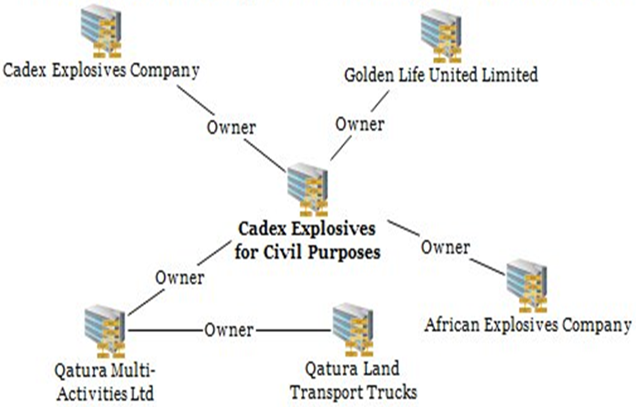 Cadex Explosives Company
Golden Life United Limited
Owner
Owner
Cadex Explosives
for Civil Purposes
Owner
Owner
African Explosives Company
Owner
Qatura Multi-
Activities Ltd
Qatura Land
Transport Trucks